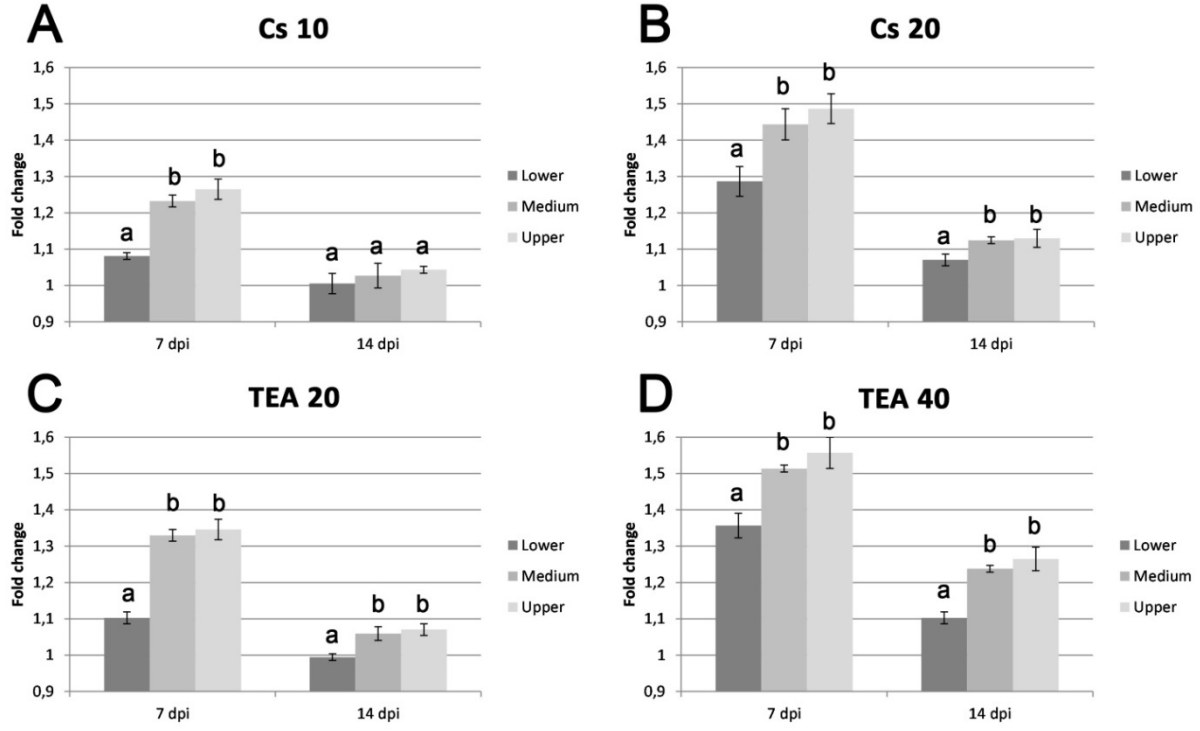 A
Cs 10
1,6
1,5
1,4
1,3
1,2
1,1
1
0,9
Fold change
a
b
b
a
a
a
7 dpi
14 dpi
Lower
Medium
Upper
B
Cs 20
1,6
1,5
1,4
1,3
1,2
1,1
1
0,9
Fold change
a
b
b
a
b
b
7 dpi
14 dpi
Lower
Medium
Upper
C
TEA 20
1,6
1,5
1,4
1,3
1,2
1,1
1
0,9
Fold change
a
b
b
a
b
b
7 dpi
14 dpi
Lower
Medium
Upper
D
TEA 40
1,6
1,5
1,4
1,3
1,2
1,1
1
0,9
Fold change
a
b
b
a
b
b
7 dpi
14 dpi
Lower
Medium
Upper